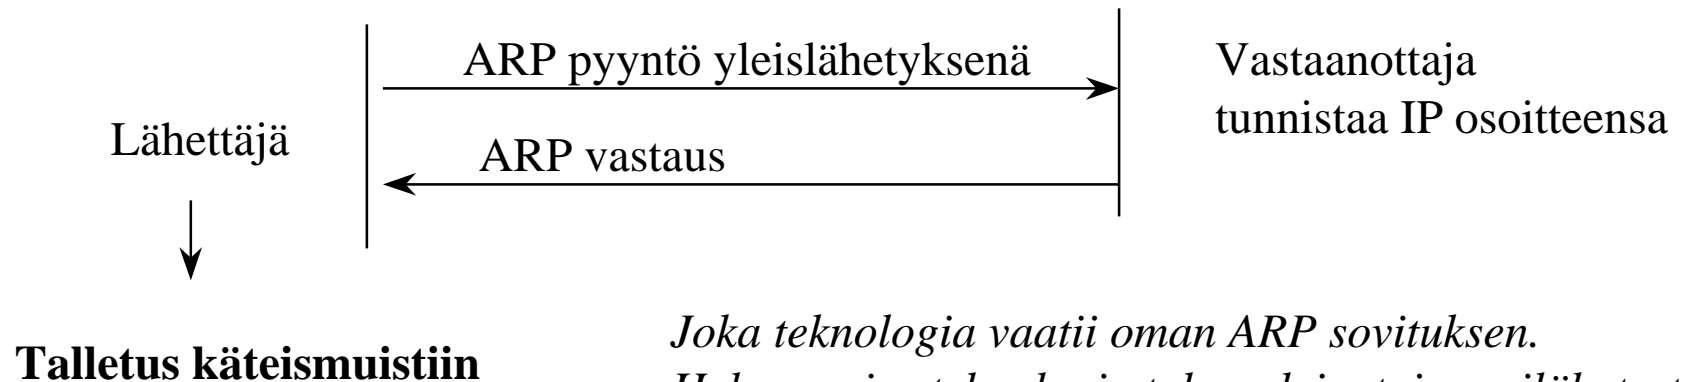 ARP pyyntö yleislähetyksenä
Vastaanottaja
tunnistaa IP osoitteensa
Lähettäjä
ARP vastaus
Joka teknologia vaatii oman ARP sovituksen.
Talletus käteismuistiin